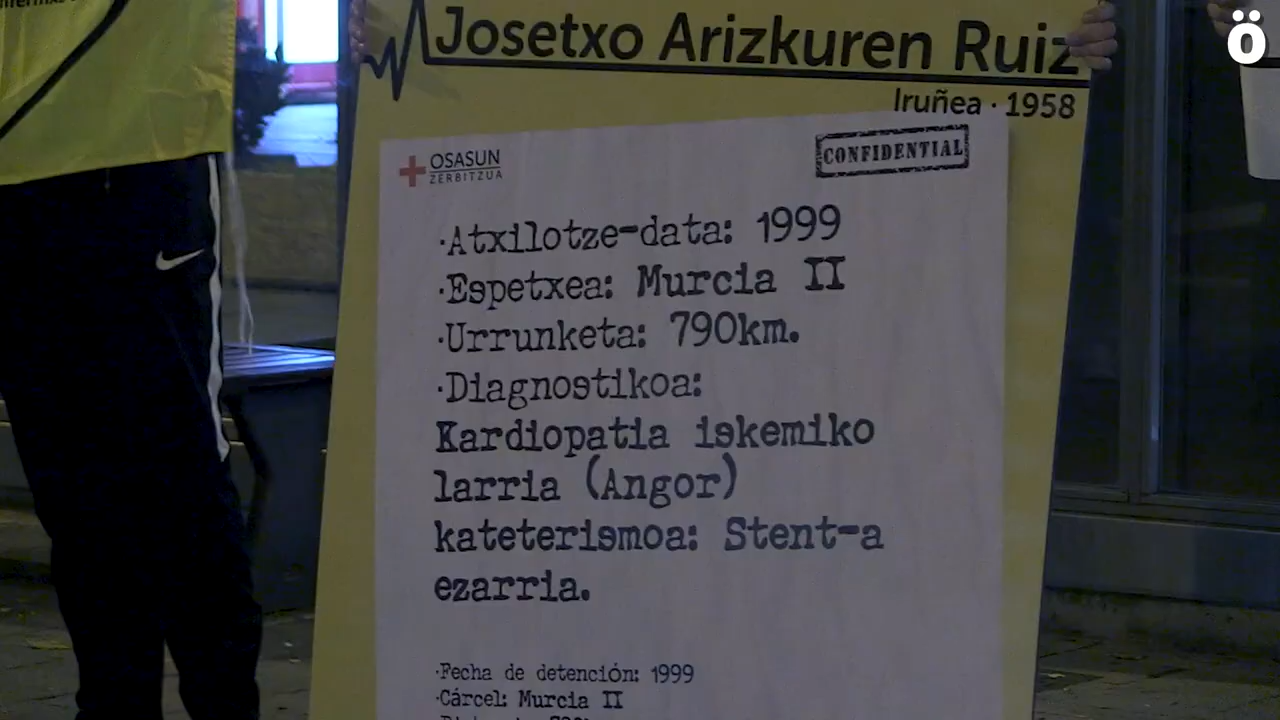 Josetxo Arizkuren Ruiz
Iruñea · 1958
OSASUN
ZERBITZUA
CONFIDENTIAL
·Atxilotze-data: 1999
·Espetxea: Murcia II
·Urrunketa: 790km.
·Diagnostikoa:
Kardiopatia iskemiko
larria (Angor)
kateterismoa: Stent-a
ezarria.
·Fecha de detención: 1999
·Cárcel: Murcia II
ö